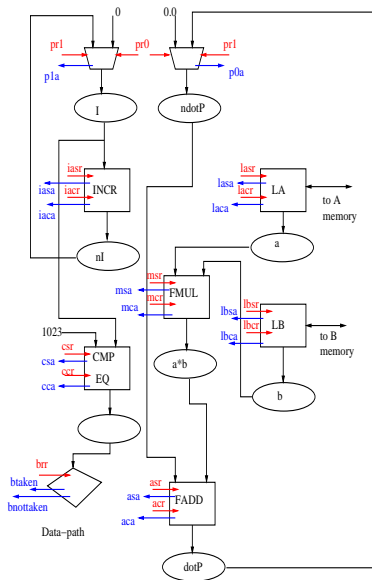 0 0.0
pr1 pr0 pr1
p1a p0a
I ndotP
iasr lasr
iasa iacr INCR lasa lacr LA
iaca laca to A
memory
a
nI msr
msa FMUL
mcr
mca
lbsr
lbsa LB
lbcr
lbca to B
memory
1023
csr CMP
csa
ccr
cca EQ
a*b
b
brr
btaken
bnottaken
asr
asa FADD
acr
aca
Data-path
dotP